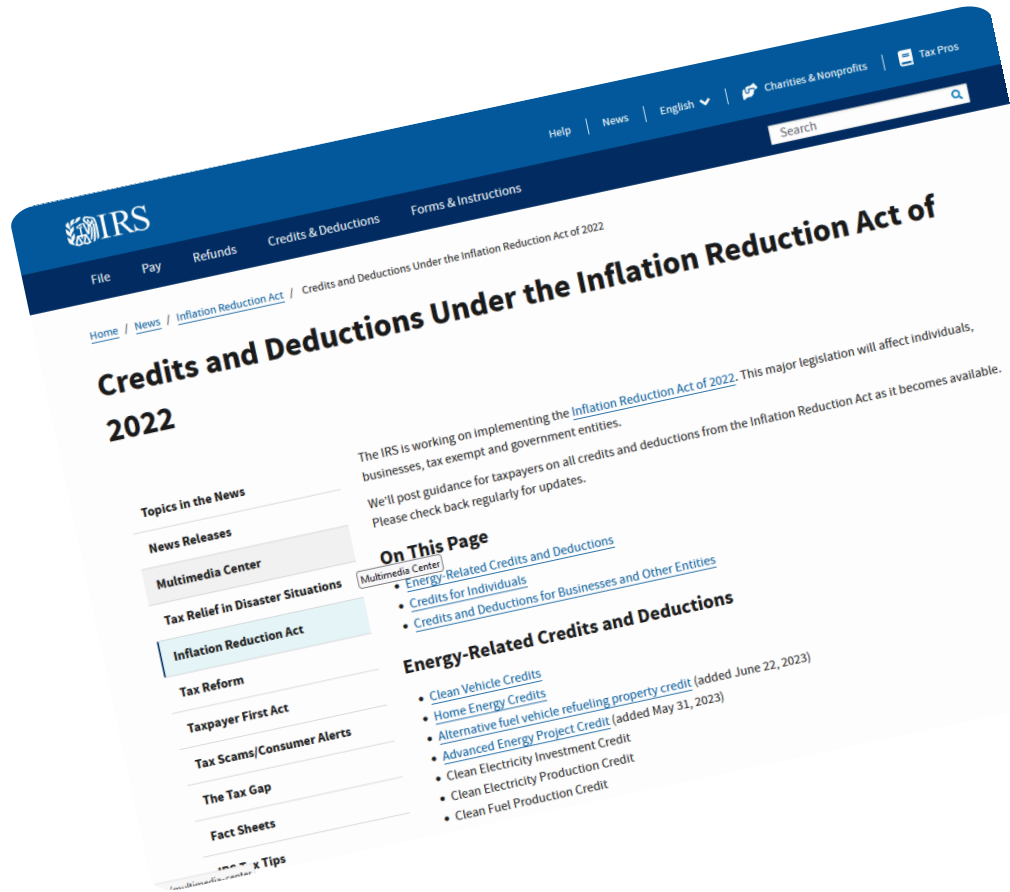 Help
News
English
Charities & Nonprofits
Tax Pros
IRS
Search
File
Pay
Refunds
Credits & Deductions
Forms & Instructions
Home / News / Inflation Reduction Act / Credits and Deductions Under the Inflation Reduction Act of 2022
Credits and Deductions Under the Inflation Reduction Act of
2022
Topics in the News
News Releases
Multimedia Center
Tax Relief in Disaster Situations
Inflation Reduction Act
Tax Reform
Taxpayer First Act
Tax Scams/Consumer Alerts
The Tax Gap
Fact Sheets
IRS Tax Tips
/multimedia-center
Multimedia Center
The IRS is working on implementing the Inflation Reduction Act of 2022. This major legislation will affect individuals,
businesses, tax exempt and government entities.
We'll post guidance for taxpayers on all credits and deductions from the Inflation Reduction Act as it becomes available.
Please check back regularly for updates.
On This Page
• Energy-Related Credits and Deductions
• Credits for Individuals
• Credits and Deductions for Businesses and Other Entities
Energy-Related Credits and Deductions
• Clean Vehicle Credits
• Home Energy Credits
• Alternative fuel vehicle refueling property credit (added June 22, 2023)
• Advanced Energy Project Credit (added May 31, 2023)
• Clean Electricity Investment Credit
• Clean Electricity Production Credit
• Clean Fuel Production Credit